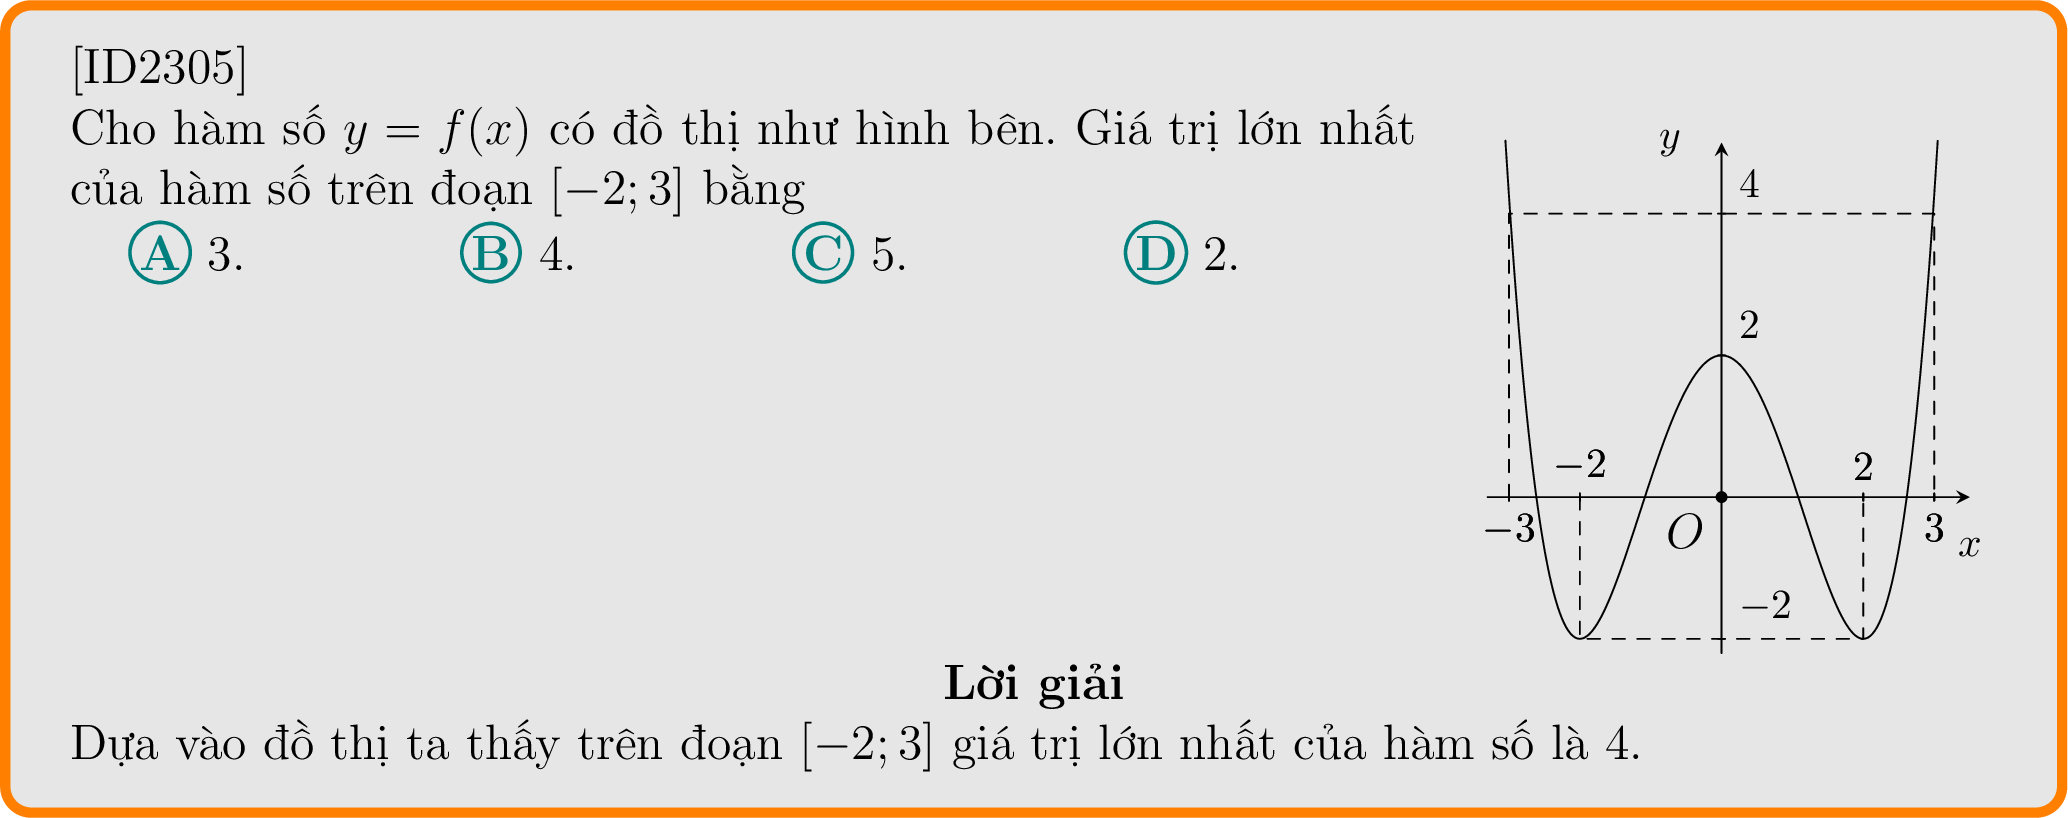 [ID2305]
Cho hàm số y = f(x) có đồ thị như hình bên. Giá trị lớn nhất
của hàm số trên đoạn [−2; 3] bằng
A 3. B 4. C 5. D 2.
y
4
2
−2 2
−3 O 3 x
−2
Lời giải
Dựa vào đồ thị ta thấy trên đoạn [−2; 3] giá trị lớn nhất của hàm số là 4.